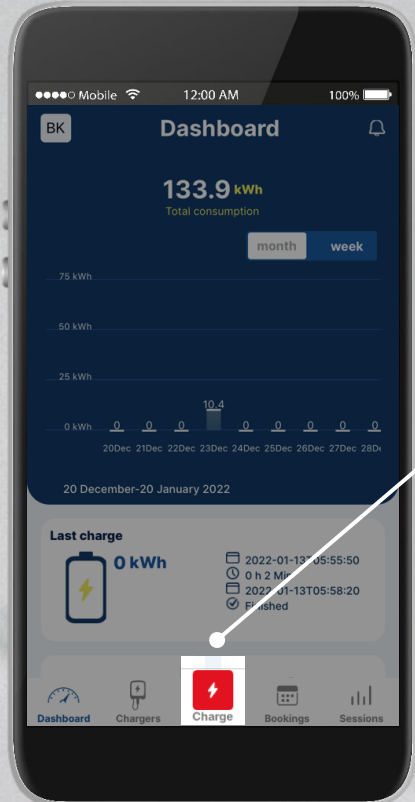 Mobile 12:00 AM 100%
BK Dashboard
133.9 kWh
Total consumption
month week
75 kWh
50 kWh
25 kWh
10.4
0 kWh 0 0 0 0 0 0 0 0
20Dec 21Dec 22Dec 23Dec 24Dec 25Dec 26Dec 27Dec 28D
20 December-20 January 2022
Last charge
0 kWh
2022-01-13T05:55:50
0 h 2 Min
2022-01-13T05:58:20
Finished
Dashboard Chargers Charge Bookings Sessions